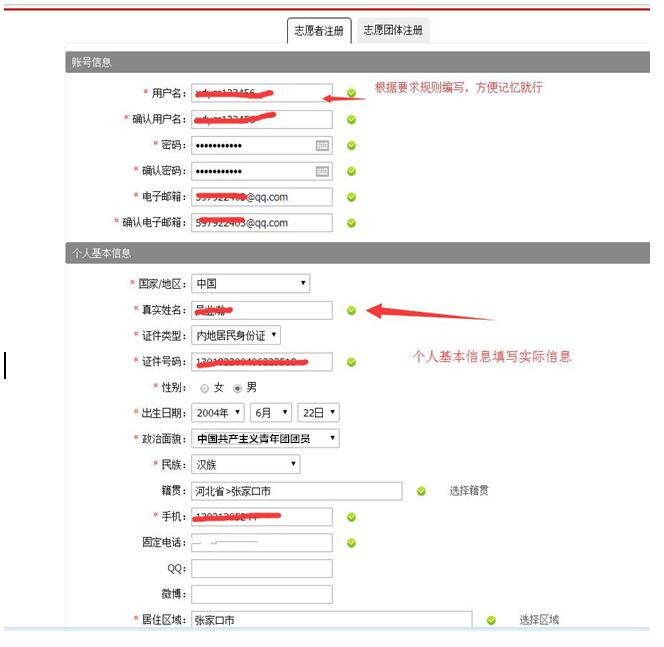 志愿者注册 志愿团体注册
账号信息
* 用户名：
根据要求规则编写，方便记忆就行
* 确认用户名：
* 密码： •••••••••••
* 确认密码： •••••••••••
* 电子邮箱： @qq.com
* 确认电子邮箱： @qq.com
个人基本信息
* 国家/地区： 中国
* 真实姓名：
* 证件类型： 内地居民身份证
个人基本信息填写实际信息
* 证件号码：
* 性别： 女 男
* 出生日期： 2004年 6月 22日
* 政治面貌： 中国共产主义青年团团员
* 民族： 汉族
籍贯： 河北省>张家口市 选择籍贯
* 手机：
固定电话：
QQ：
微博：
* 居住区域： 张家口市 选择区域